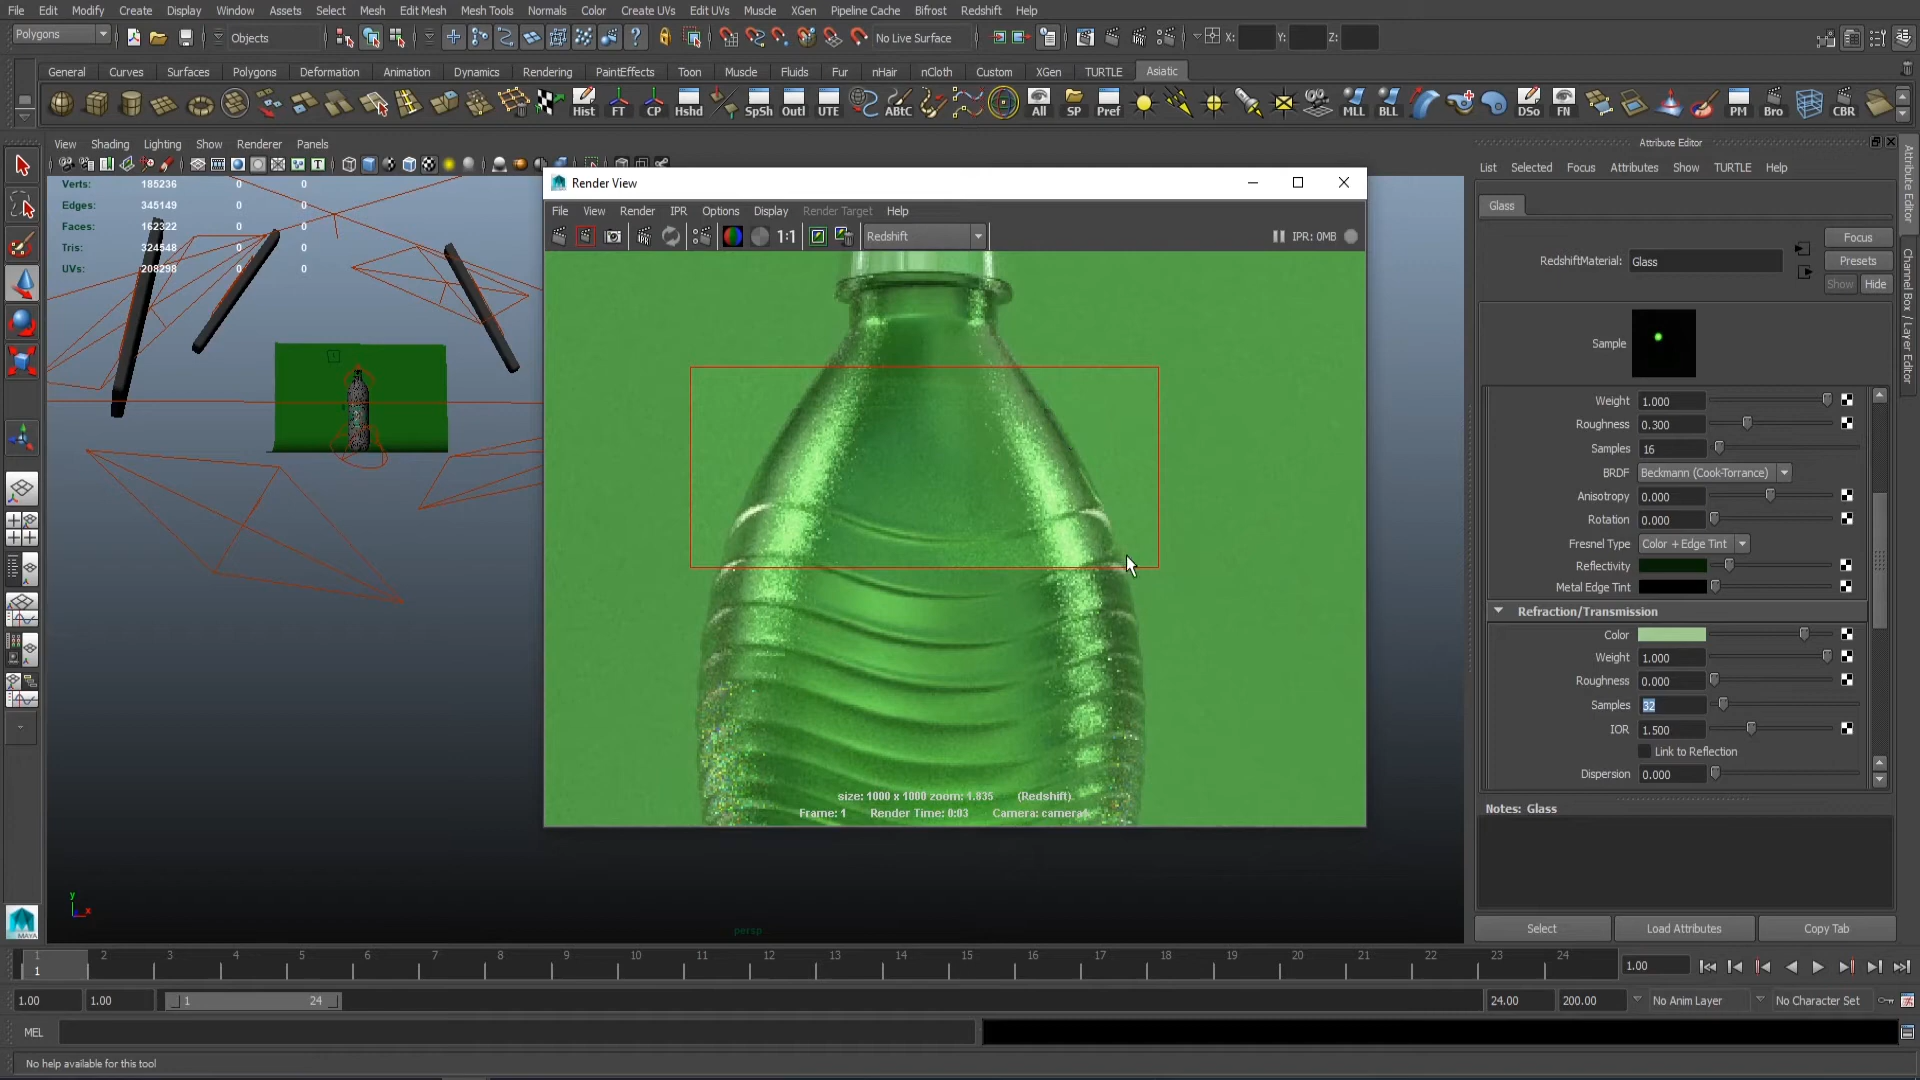 File Edit Modify Create Display Window Assets Select Mesh Edit Mesh Mesh Tools Normals Color Create UVs Edit UVs Muscle XGen Pipeline Cache Bifrost Redshift Help
Polygons Objects No Live Surface X: Y: Z:
General Curves Surfaces Polygons Deformation Animation Dynamics Rendering PaintEffects Toon Muscle Fluids Fur nHair nCloth Custom XGen TURTLE Asiatic
Hist FT CP Hshd SpSh Outl UTE ABtC All SP Pref MLL BLL DSo FN PM Bro CBR
View Shading Lighting Show Renderer Panels
Verts: 185236 0 0
Edges: 345149 0 0
Faces: 162322 0 0
Tris: 324548 0 0
UVs: 208298 0 0
Render View
File View Render IPR Options Display Render Target Help
1:1 Redshift IPR: 0MB
size: 1000 x 1000 zoom: 1.835 (Redshift)
Frame: 1 Render Time: 0:03 Camera: camera1
persp
y
x
MAYA
Attribute Editor
List Selected Focus Attributes Show TURTLE Help
Glass
Focus
RedshiftMaterial: Glass Presets
Show Hide
Sample
Weight 1.000
Roughness 0.300
Samples 16
BRDF Beckmann (Cook-Torrance)
Anisotropy 0.000
Rotation 0.000
Fresnel Type Color + Edge Tint
Reflectivity
Metal Edge Tint
Refraction/Transmission
Color
Weight 1.000
Roughness 0.000
Samples 32
IOR 1.500
Link to Reflection
Dispersion 0.000
Notes: Glass
Select Load Attributes Copy Tab
Attribute Editor
Channel Box / Layer Editor
1 2 3 4 5 6 7 8 9 10 11 12 13 14 15 16 17 18 19 20 21 22 23 24
1 1.00
1.00 1.00 1 24 24.00 200.00 No Anim Layer No Character Set
MEL
No help available for this tool